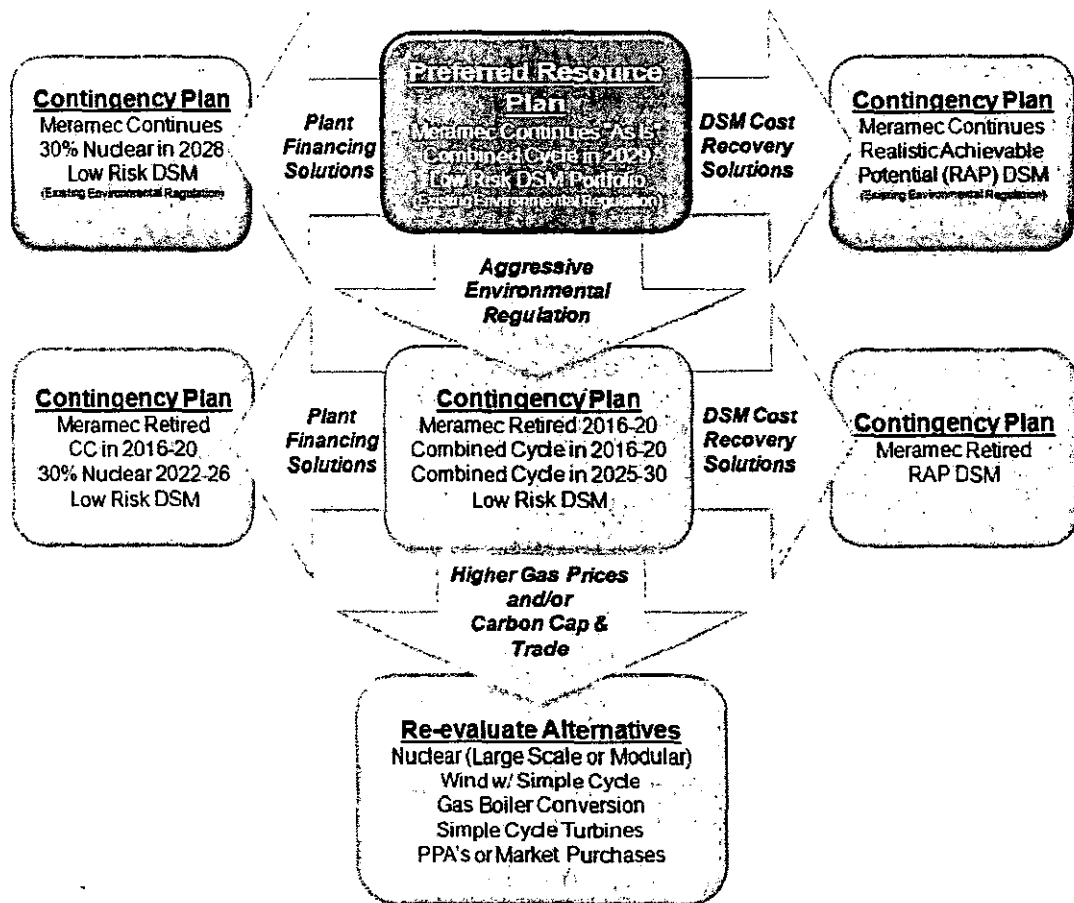 Preferred Resource
Plan
Meramec Continues "As Is"
Combined Cycle in 2029
Low Risk DSM Portfolio
(Existing Environmental Regulation)
Contingency Plan
Meramec Continues
30% Nuclear in 2028
Low Risk DSM
(Existing Environmental Regulation)
Plant
Financing
Solutions
DSM Cost
Recovery
Solutions
Contingency Plan
Meramec Continues
Realistic Achievable
Potential (RAP) DSM
(Existing Environmental Regulation)
Aggressive
Environmental
Regulation
Contingency Plan
Meramec Retired
CC in 2016-20
30% Nuclear 2022-26
Low Risk DSM
Plant
Financing
Solutions
Contingency Plan
Meramec Retired 2016-20
Combined Cycle in 2016-20
Combined Cycle in 2025-30
Low Risk DSM
DSM Cost
Recovery
Solutions
Contingency Plan
Meramec Retired
RAP DSM
Higher Gas Prices
and/or
Carbon Cap &
Trade
Re-evaluate Alternatives
Nuclear (Large Scale or Modular)
Wind w/ Simple Cycle
Gas Boiler Conversion
Simple Cycle Turbines
PPA's or Market Purchases